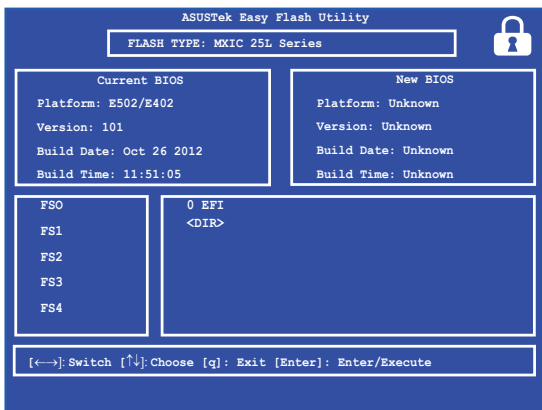 ASUSTek Easy Flash Utility
FLASH TYPE: MXIC 25L Series
Current BIOS
Platform: E502/E402
Version: 101
Build Date: Oct 26 2012
Build Time: 11:51:05
New BIOS
Platform: Unknown
Version: Unknown
Build Date: Unknown
Build Time: Unknown
FSO
FS1
FS2
FS3
FS4
0 EFI
<DIR>
[←→]: Switch [↑↓]: Choose [q]: Exit [Enter]: Enter/Execute